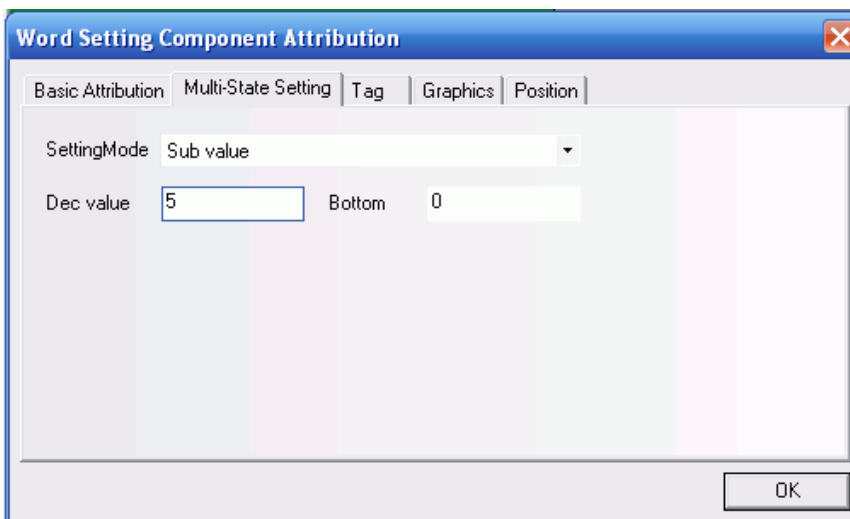 Word Setting Component Attribution
Basic Attribution Multi-State Setting Tag Graphics Position
SettingMode Sub value
Dec value 5 Bottom 0
OK